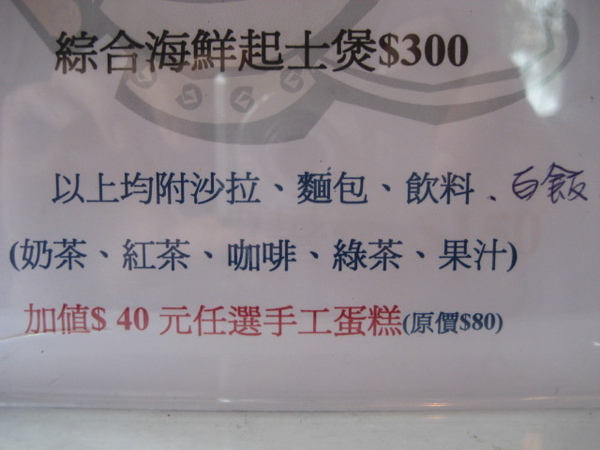 綜合海鮮起士煲$300
以上均附沙拉、麵包、飲料、白飯
(奶茶、紅茶、咖啡、綠茶、果汁)
加值$ 40 元任選手工蛋糕(原價$80)